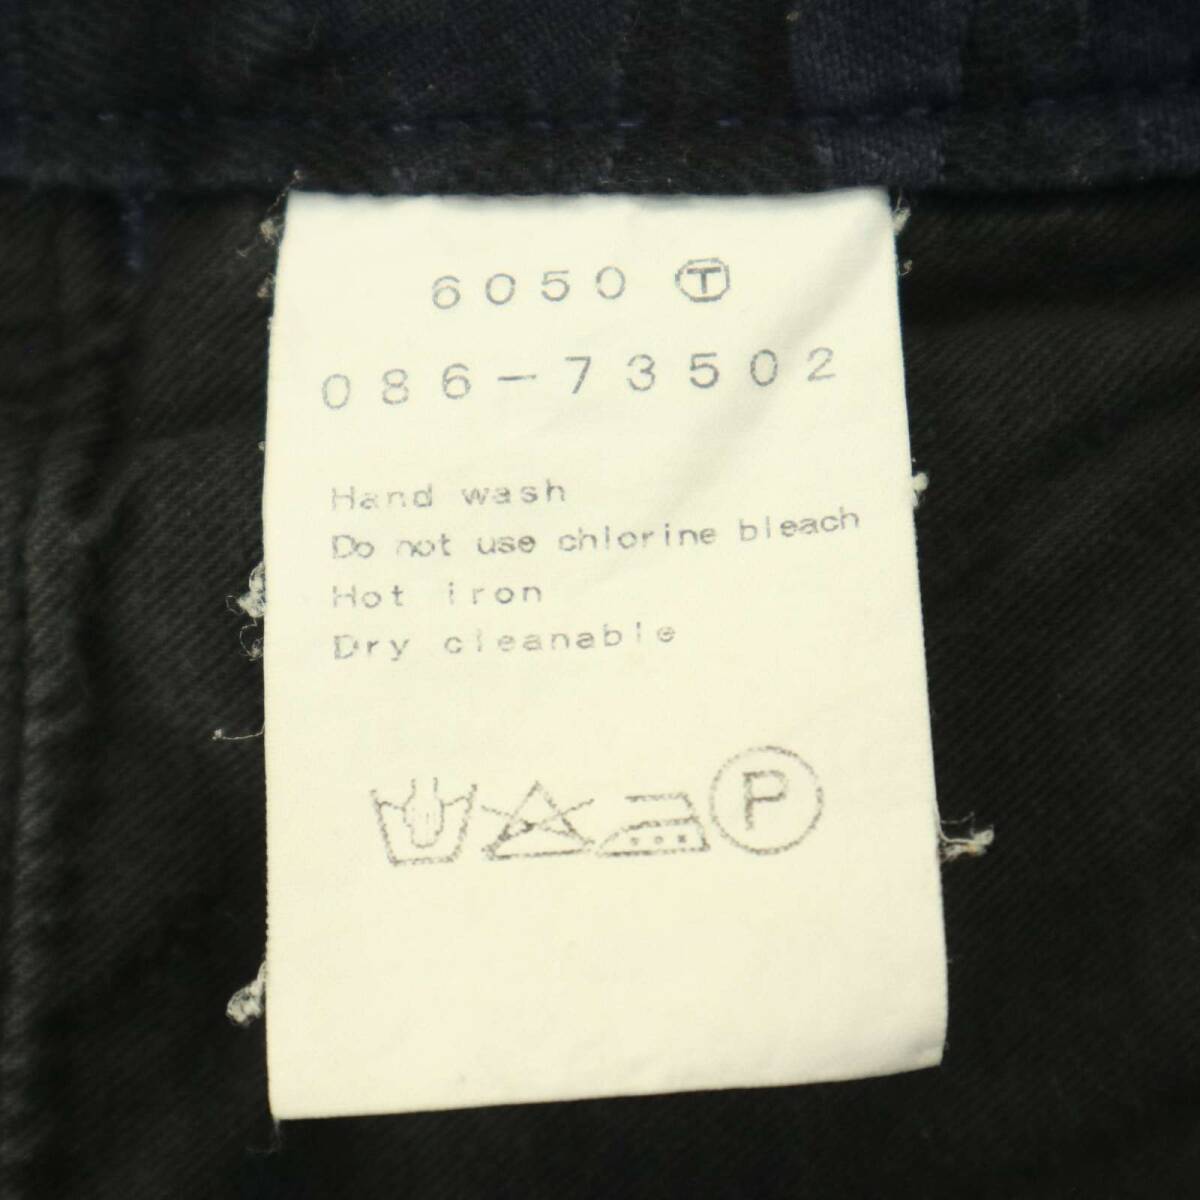 6050 Ⓣ
086-73502
Hand wash
Do not use chlorine bleach
Hot iron
Dry cleanable
P